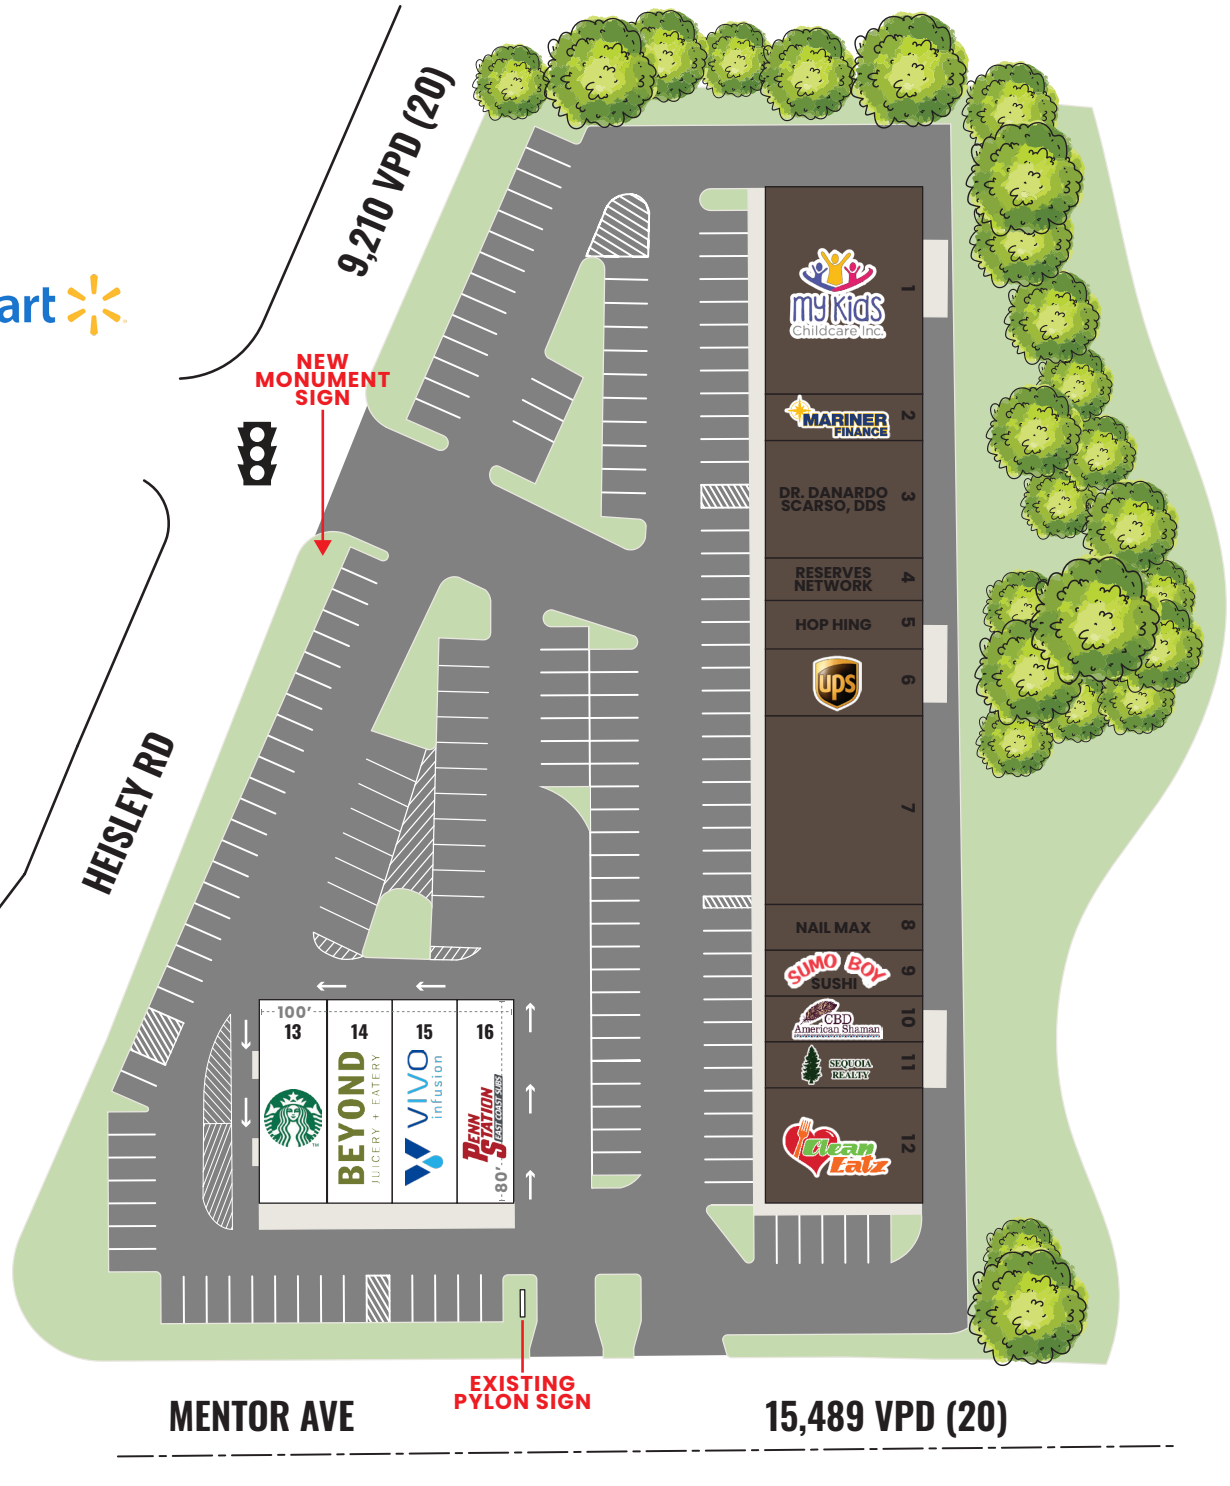 9,210 VPD (20)
art
NEW
MONUMENT
SIGN
HEISLEY RD
my Kids
Childcare Inc.
1
MARINER
FINANCE
2
DR. DANARDO
SCARSO, DDS
3
RESERVES
NETWORK
4
HOP HING
5
ups
6
7
NAIL MAX
8
SUMO BOY
SUSHI
9
CBD
American Shaman
10
SEQUOIA
REALTY
11
Clean
Eatz
12
100'
13
14
15
16
BEYOND
JUICERY + EATERY
VIVO
infusion
PENN
STATION
EAST COAST SUBS
80'
EXISTING
PYLON SIGN
MENTOR AVE
15,489 VPD (20)